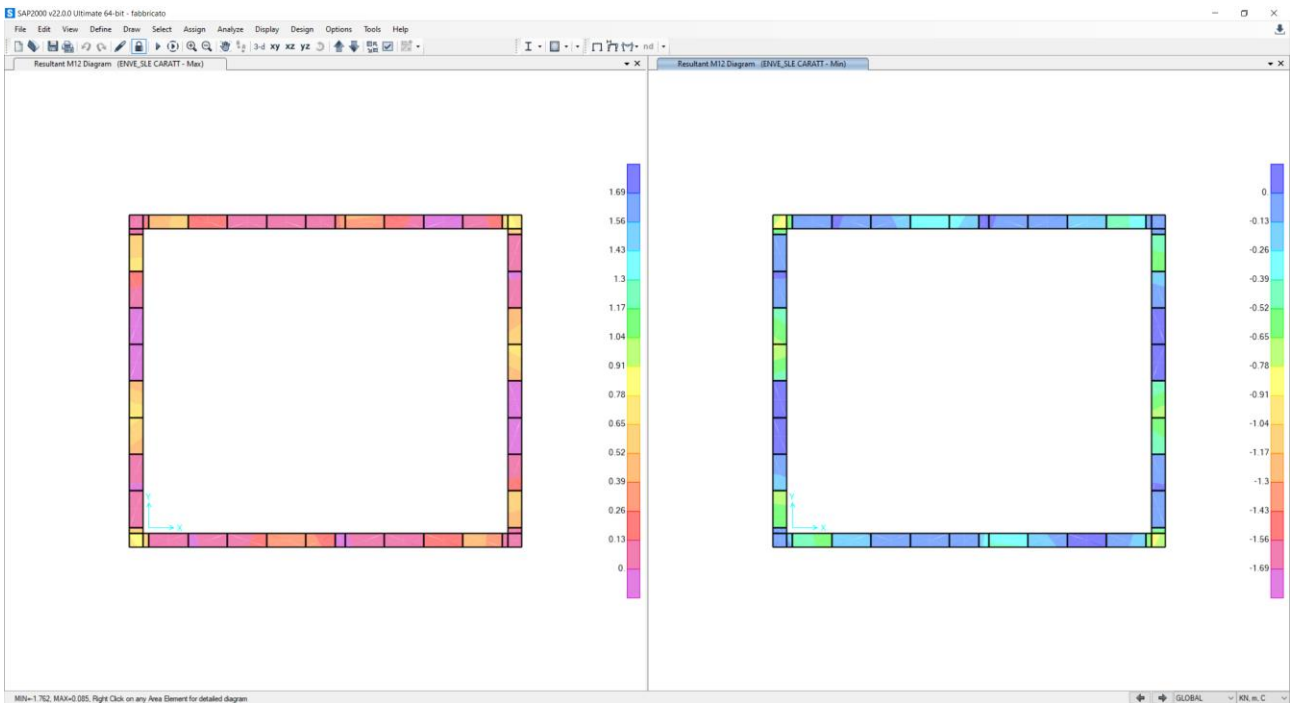 SAP2000 v22.0.0 Ultimate 64-bit - fabbricato
File Edit View Define Draw Select Assign Analyze Display Design Options Tools Help
3-d xy xz yz nd
Resultant M12 Diagram (ENVE_SLE CARATT - Max)
Resultant M12 Diagram (ENVE_SLE CARATT - Min)
1.69
1.56
1.43
1.3
1.17
1.04
0.91
0.78
0.65
0.52
0.39
0.26
0.13
0.
Y
X
0.
-0.13
-0.26
-0.39
-0.52
-0.65
-0.78
-0.91
-1.04
-1.17
-1.3
-1.43
-1.56
-1.69
Y
X
MIN=-1.762, MAX=0.085, Right Click on any Area Element for detailed diagram
GLOBAL KN, m, C